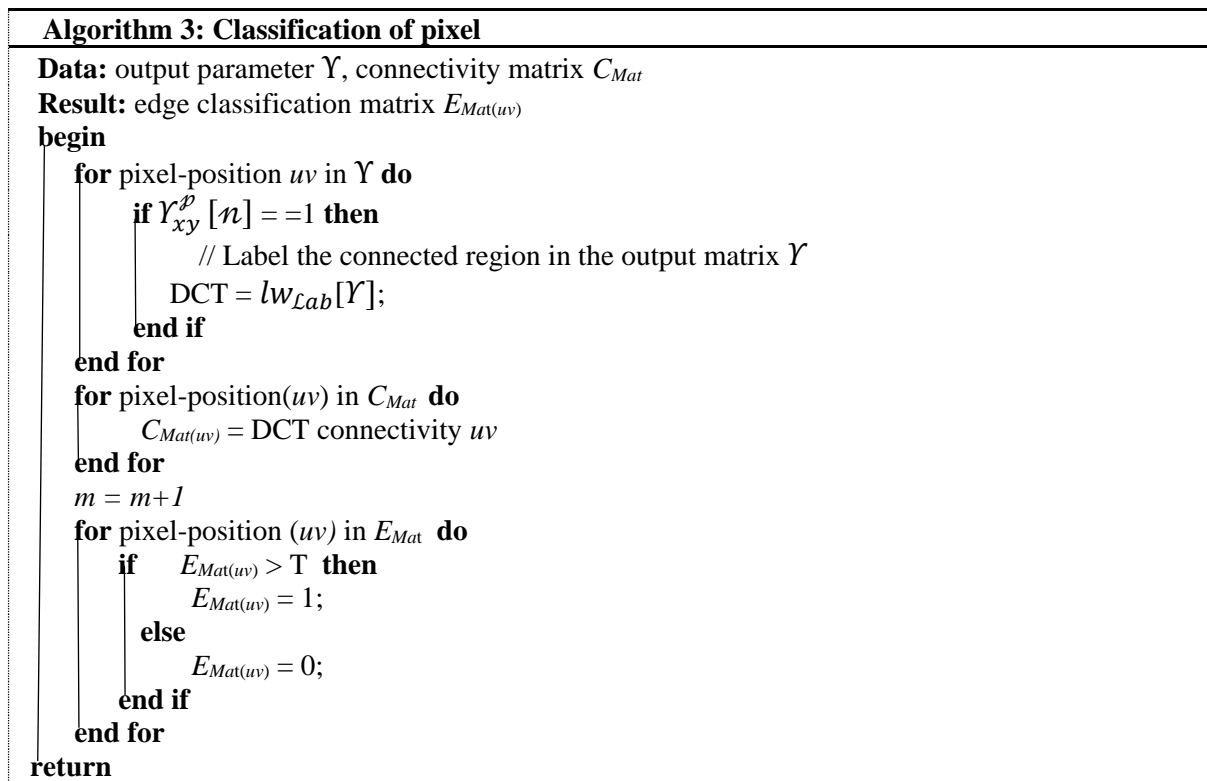 Algorithm 3: Classification of pixel
Data: output parameter ϒ, connectivity matrix C_Mat
Result: edge classification matrix E_Mat(uv)
begin
for pixel-position uv in ϒ do
if ϒ^𝓅_xy [𝓃] = =1 then
// Label the connected region in the output matrix ϒ
DCT = lw_ℒab[ϒ];
end if
end for
for pixel-position(uv) in C_Mat do
C_Mat(uv) = DCT connectivity uv
end for
m = m+1
for pixel-position (uv) in E_Mat do
if E_Mat(uv) > T then
E_Mat(uv) = 1;
else
E_Mat(uv) = 0;
end if
end for
return